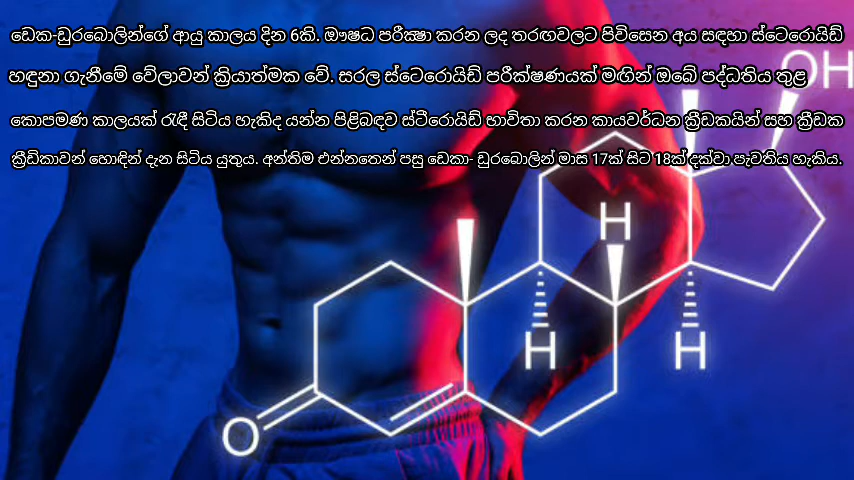 ඩෙක-ඩුරබොලින්ගේ ආයු කාලය දින 6කි. ඖෂධ පරීක්‍ෂා කරන ලද තරඟවලට පිවිසෙන අය සඳහා ස්ටෙරොයිඩ්
හඳුනා ගැනීමේ වේලාවන් ක්‍රියාත්මක වේ. සරල ස්ටෙරොයිඩ් පරීක්ෂණයක් මඟින් ඔබේ පද්ධතිය තුළ
කොපමණ කාලයක් රැඳී සිටිය හැකිද යන්න පිළිබඳව ස්ටීරොයිඩ් භාවිතා කරන කායවර්ධන ක්‍රීඩකයින් සහ ක්‍රීඩක
ක්‍රීඩිකාවන් හොඳින් දැන සිටිය යුතුය. අන්තිම එන්නතෙන් පසු ඩෙකා- ඩුරබොලින් මාස 17ක් සිට 18ක් දක්වා පැවතිය හැකිය.
OH
H
H
H
O